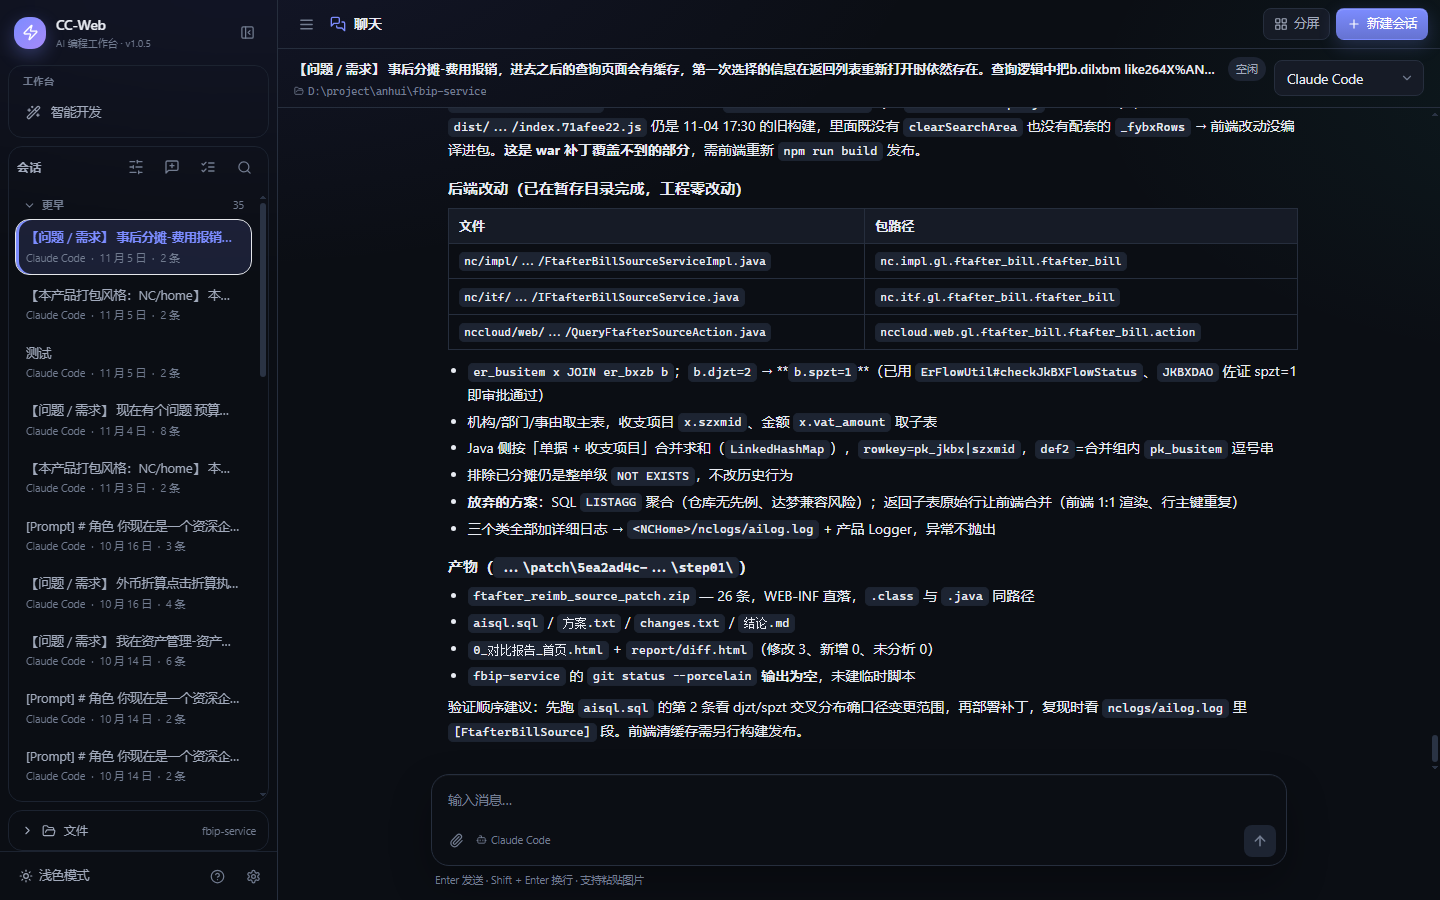 CC-Web
AI 编程工作台 · v1.0.5
工作台
智能开发
会话
更早 35
【问题 / 需求】 事后分摊-费用报销...
Claude Code · 11 月 5 日 · 2 条
【本产品打包风格：NC/home】 本...
Claude Code · 11 月 5 日 · 2 条
测试
Claude Code · 11 月 5 日 · 2 条
【问题 / 需求】 现在有个问题 预算...
Claude Code · 11 月 4 日 · 8 条
【本产品打包风格：NC/home】 本...
Claude Code · 11 月 3 日 · 2 条
[Prompt] # 角色 你现在是一个资深企...
Claude Code · 10 月 16 日 · 3 条
【问题 / 需求】 外币折算点击折算执...
Claude Code · 10 月 16 日 · 4 条
【问题 / 需求】 我在资产管理-资产...
Claude Code · 10 月 14 日 · 6 条
[Prompt] # 角色 你现在是一个资深企...
Claude Code · 10 月 14 日 · 2 条
[Prompt] # 角色 你现在是一个资深企...
Claude Code · 10 月 14 日 · 2 条
文件 fbip-service
浅色模式
聊天
分屏
新建会话
【问题 / 需求】 事后分摊-费用报销，进去之后的查询页面会有缓存，第一次选择的信息在返回列表重新打开时依然存在。查询逻辑中把b.dilxbm like264X%AN...
空闲
Claude Code
D:\project\anhui\fbip-service
dist/.../index.71afee22.js 仍是 11-04 17:30 的旧构建，里面既没有 clearSearchArea 也没有配套的 _fybxRows → 前端改动没编
译进包。这是 war 补丁覆盖不到的部分，需前端重新 npm run build 发布。
后端改动（已在暂存目录完成，工程零改动）
文件 包路径
nc/impl/.../FtafterBillSourceServiceImpl.java nc.impl.gl.ftafter_bill.ftafter_bill
nc/itf/.../IFtafterBillSourceService.java nc.itf.gl.ftafter_bill.ftafter_bill
nccloud/web/.../QueryFtafterSourceAction.java nccloud.web.gl.ftafter_bill.ftafter_bill.action
• er_busitem x JOIN er_bxzb b；b.djzt=2 → **b.spzt=1**（已用 ErFlowUtil#checkJkBXFlowStatus、JKBXDAO 佐证 spzt=1
即审批通过）
• 机构/部门/事由取主表，收支项目 x.szxmid、金额 x.vat_amount 取子表
• Java 侧按「单据 + 收支项目」合并求和（LinkedHashMap），rowkey=pk_jkbx|szxmid，def2=合并组内 pk_busitem 逗号串
• 排除已分摊仍是整单级 NOT EXISTS，不改历史行为
• 放弃的方案：SQL LISTAGG 聚合（仓库无先例、达梦兼容风险）；返回子表原始行让前端合并（前端 1:1 渲染、行主键重复）
• 三个类全部加详细日志 → <NCHome>/nclogs/ailog.log + 产品 Logger，异常不抛出
产物（...\patch\5ea2ad4c-...\step01\）
• ftafter_reimb_source_patch.zip — 26 条，WEB-INF 直落，.class 与 .java 同路径
• aisql.sql / 方案.txt / changes.txt / 结论.md
• 0_对比报告_首页.html + report/diff.html（修改 3、新增 0、未分析 0）
• fbip-service 的 git status --porcelain 输出为空，未建临时脚本
验证顺序建议：先跑 aisql.sql 的第 2 条看 djzt/spzt 交叉分布确口径变更范围，再部署补丁，复现时看 nclogs/ailog.log 里
[FtafterBillSource] 段。前端清缓存需另行构建发布。
输入消息...
Claude Code
Enter 发送 · Shift + Enter 换行 · 支持粘贴图片